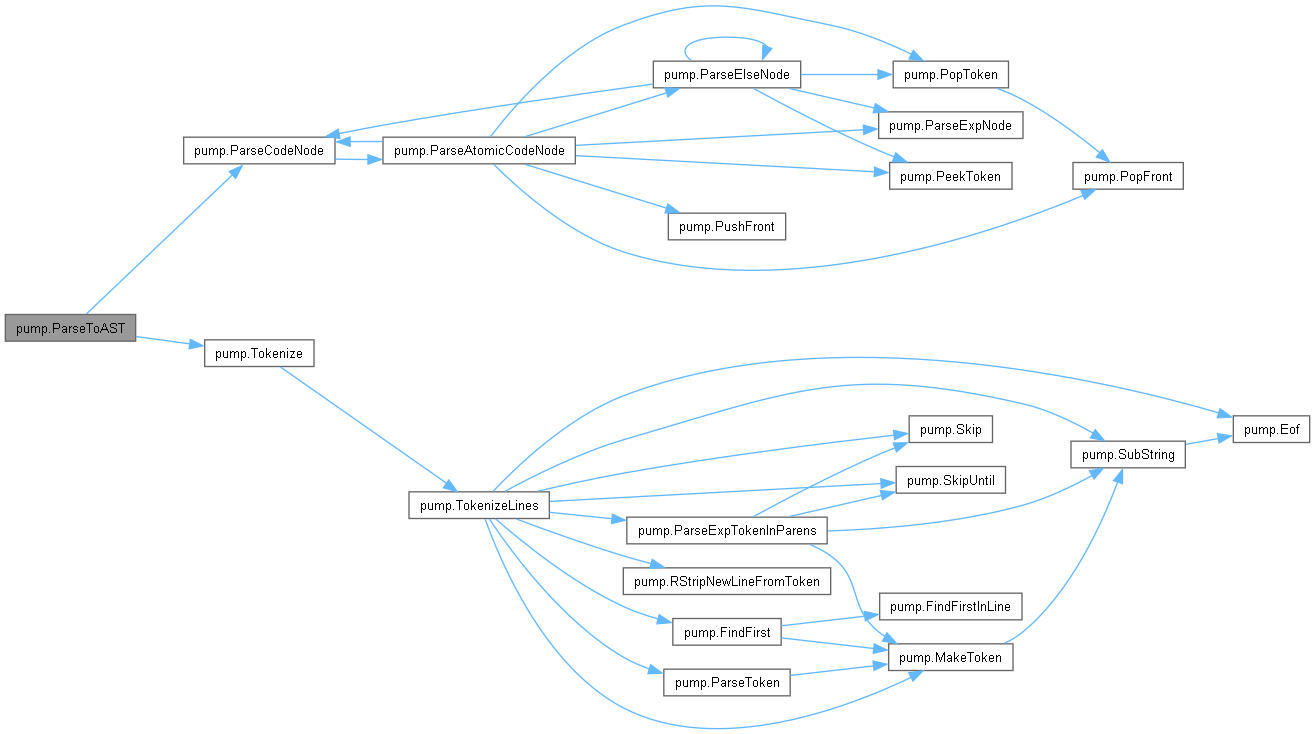 pump.ParseElseNode
pump.PopToken
pump.ParseExpNode
pump.ParseCodeNode
pump.ParseAtomicCodeNode
pump.PeekToken
pump.PopFront
pump.PushFront
pump.ParseToAST
pump.Tokenize
pump.Skip
pump.Eof
pump.SubString
pump.SkipUntil
pump.TokenizeLines
pump.ParseExpTokenInParens
pump.RStripNewLineFromToken
pump.FindFirstInLine
pump.FindFirst
pump.MakeToken
pump.ParseToken